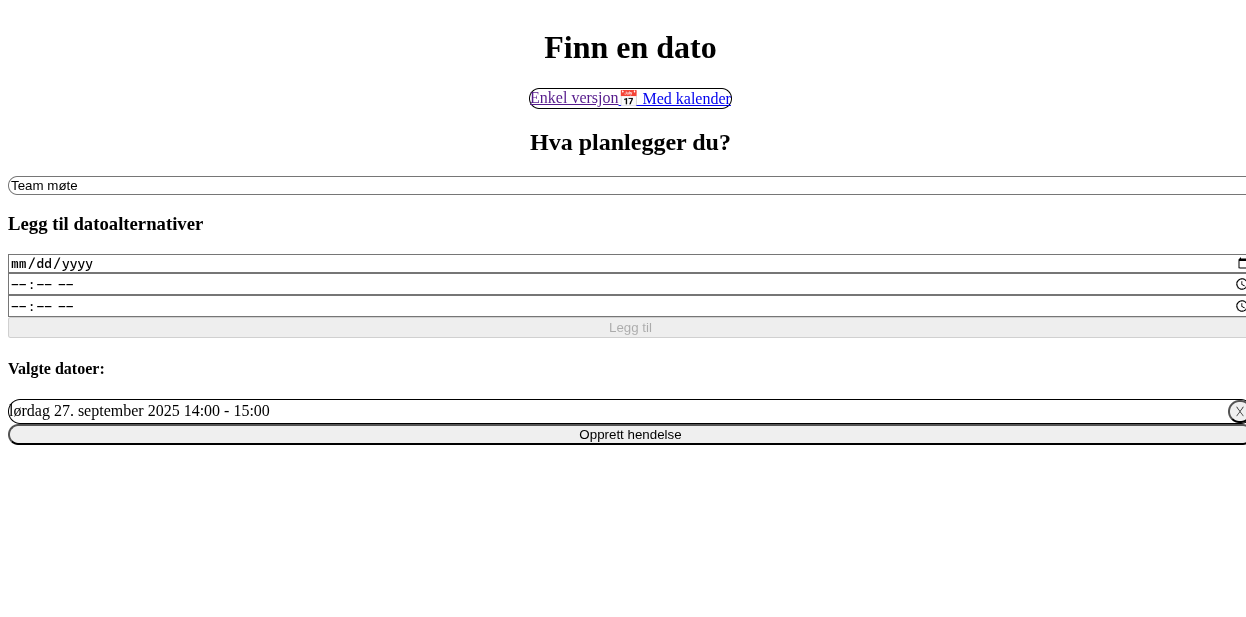 Finn en dato
Enkel versjon📅 Med kalender
Hva planlegger du?
Team møte
Legg til datoalternativer
mm/dd/yyyy
--:-- --
--:-- --
Legg til
Valgte datoer:
lørdag 27. september 2025 14:00 - 15:00
X
Opprett hendelse